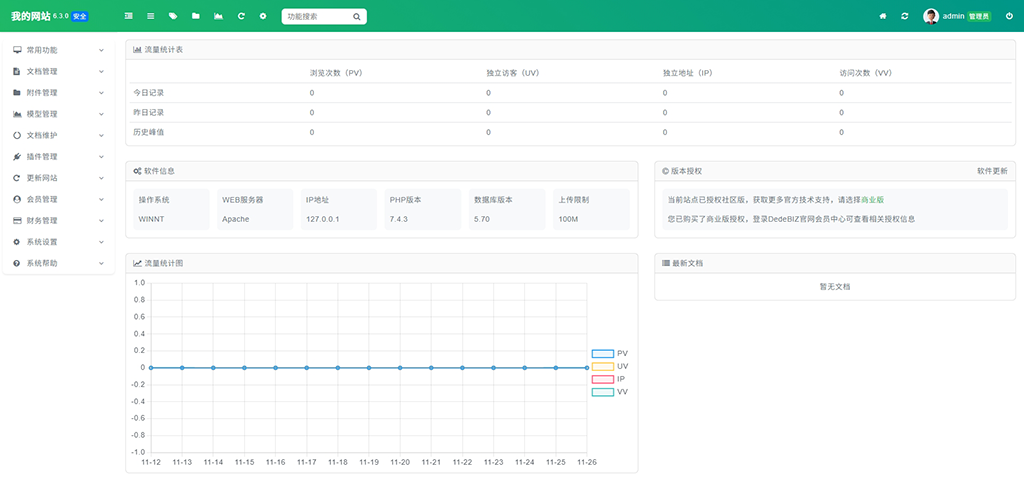 我的网站 6.3.0 安全 功能搜索 admin 管理员
常用功能
文档管理
附件管理
模型管理
文档维护
插件管理
更新网站
会员管理
财务管理
系统设置
系统帮助
流量统计表
浏览次数（PV） 独立访客（UV） 独立地址（IP） 访问次数（VV）
今日记录 0 0 0 0
昨日记录 0 0 0 0
历史峰值 0 0 0 0
软件信息
操作系统 WEB服务器 IP地址 PHP版本 数据库版本 上传限制
WINNT Apache 127.0.0.1 7.4.3 5.70 100M
版本授权 软件更新
当前站点已授权社区版，获取更多官方技术支持，请选择商业版
您已购买了商业版授权，登录DedeBIZ官网会员中心可查看相关授权信息
流量统计图
1.0
0.8
0.6
0.4
0.2
0
-0.2
-0.4
-0.6
-0.8
-1.0
11-12 11-13 11-14 11-15 11-16 11-17 11-18 11-19 11-20 11-21 11-22 11-23 11-24 11-25 11-26
PV
UV
IP
VV
最新文档
暂无文档